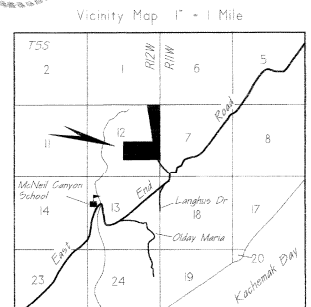 Vicinity Map 1" = 1 Mile
T5S
R12W
R11W
2
1
6
5
11
12
7
8
Road
McNeil Canyon
School
14
13
End
Langhus Dr
18
17
Olday Maria
East
20
23
24
19
Kachemak Bay